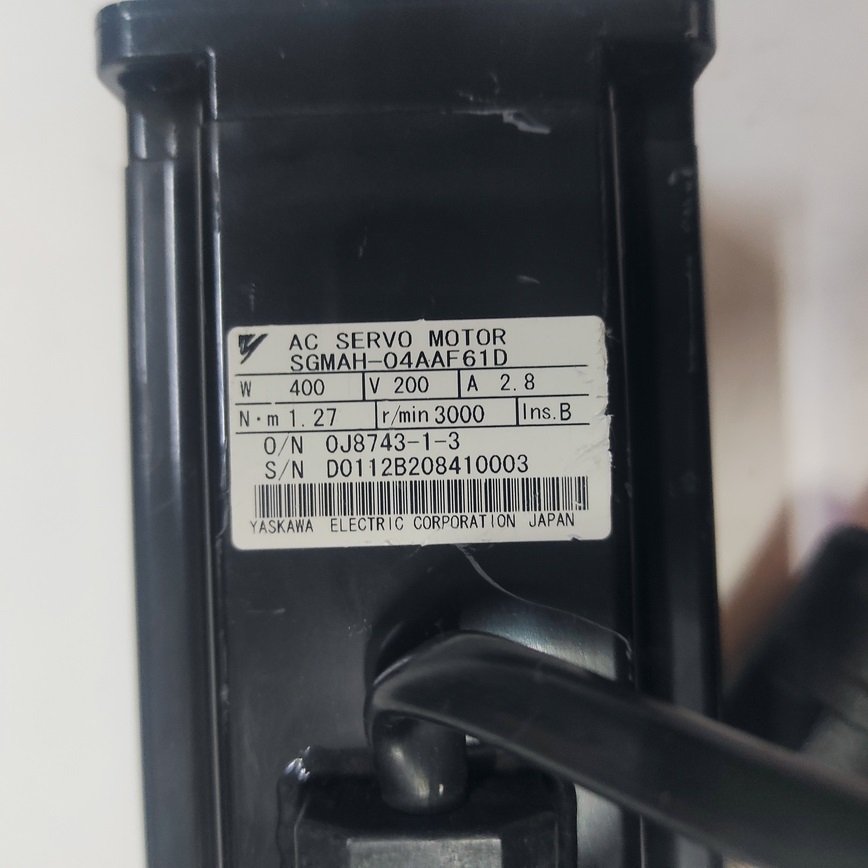 AC SERVO MOTOR
SGMAH-04AAF61D
W 400 V 200 A 2.8
N·m 1.27 r/min 3000 Ins.B
O/N 0J8743-1-3
S/N D0112B208410003
YASKAWA ELECTRIC CORPORATION JAPAN